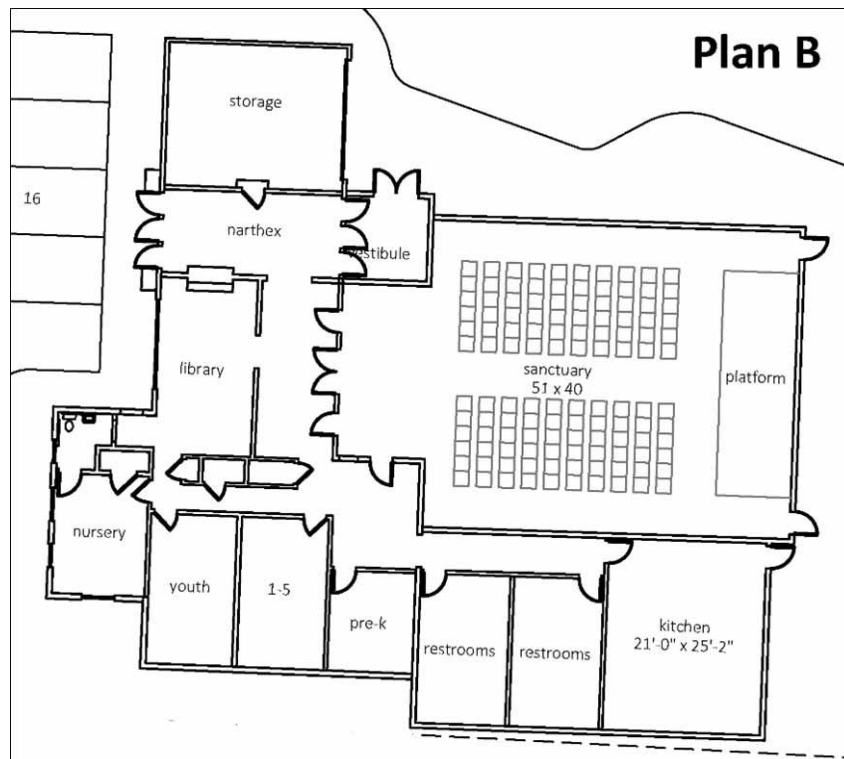 Plan B
storage
16
narthex
vestibule
library
sanctuary
51 x 40
platform
nursery
youth
1-5
pre-k
restrooms
restrooms
kitchen
21'-0" x 25'-2"